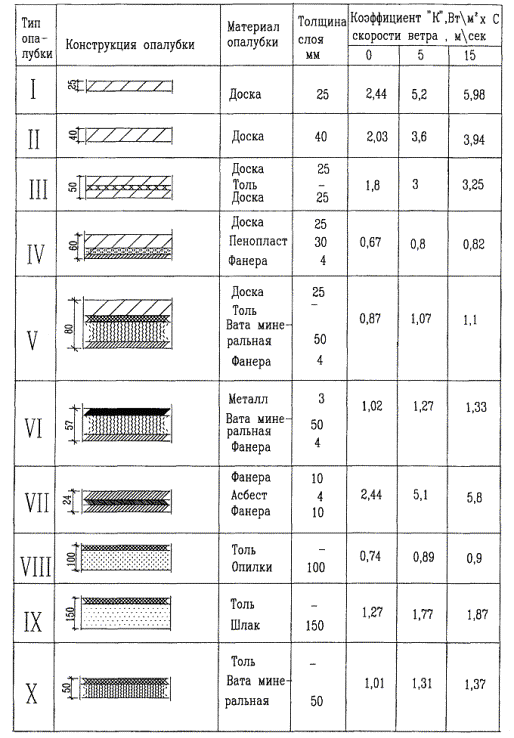 Тип опа- лубки Конструкция опалубки Материал опалубки Толщина слоя мм Коэффициент "К",Вт\м²х С скорости ветра , м\сек
0 5 15
I 25 Доска 25 2,44 5,2 5,98
II 40 Доска 40 2,03 3,6 3,94
III 50 Доска 25
Толь – 1,8 3 3,25
Доска 25
IV 60 Доска 25
Пенопласт 30 0,67 0,8 0,82
Фанера 4
V 80 Доска 25
Толь –
Вата мине- 0,87 1,07 1,1
ральная 50
Фанера 4
VI 57 Металл 3 1,02 1,27 1,33
Вата мине- 50
ральная
Фанера 4
VII 24 Фанера 10
Асбест 4 2,44 5,1 5,8
Фанера 10
VIII 100 Толь – 0,74 0,89 0,9
Опилки 100
IX 150 Толь – 1,27 1,77 1,87
Шлак 150
X 50 Толь –
Вата мине- 1,01 1,31 1,37
ральная 50